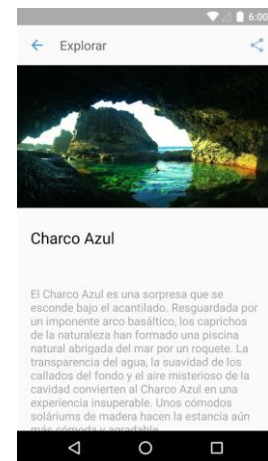 6:00
Explorar
Charco Azul
El Charco Azul es una sorpresa que se
esconde bajo el acantilado. Resguardada por
un imponente arco basáltico, los caprichos
de la naturaleza han formado una piscina
natural abrigada del mar por un roquete. La
transparencia del agua, la suavidad de los
callados del fondo y el aire misterioso de la
cavidad convierten al Charco Azul en una
experiencia insuperable. Unos cómodos
soláriums de madera hacen la estancia aún
más cómoda y agradable.